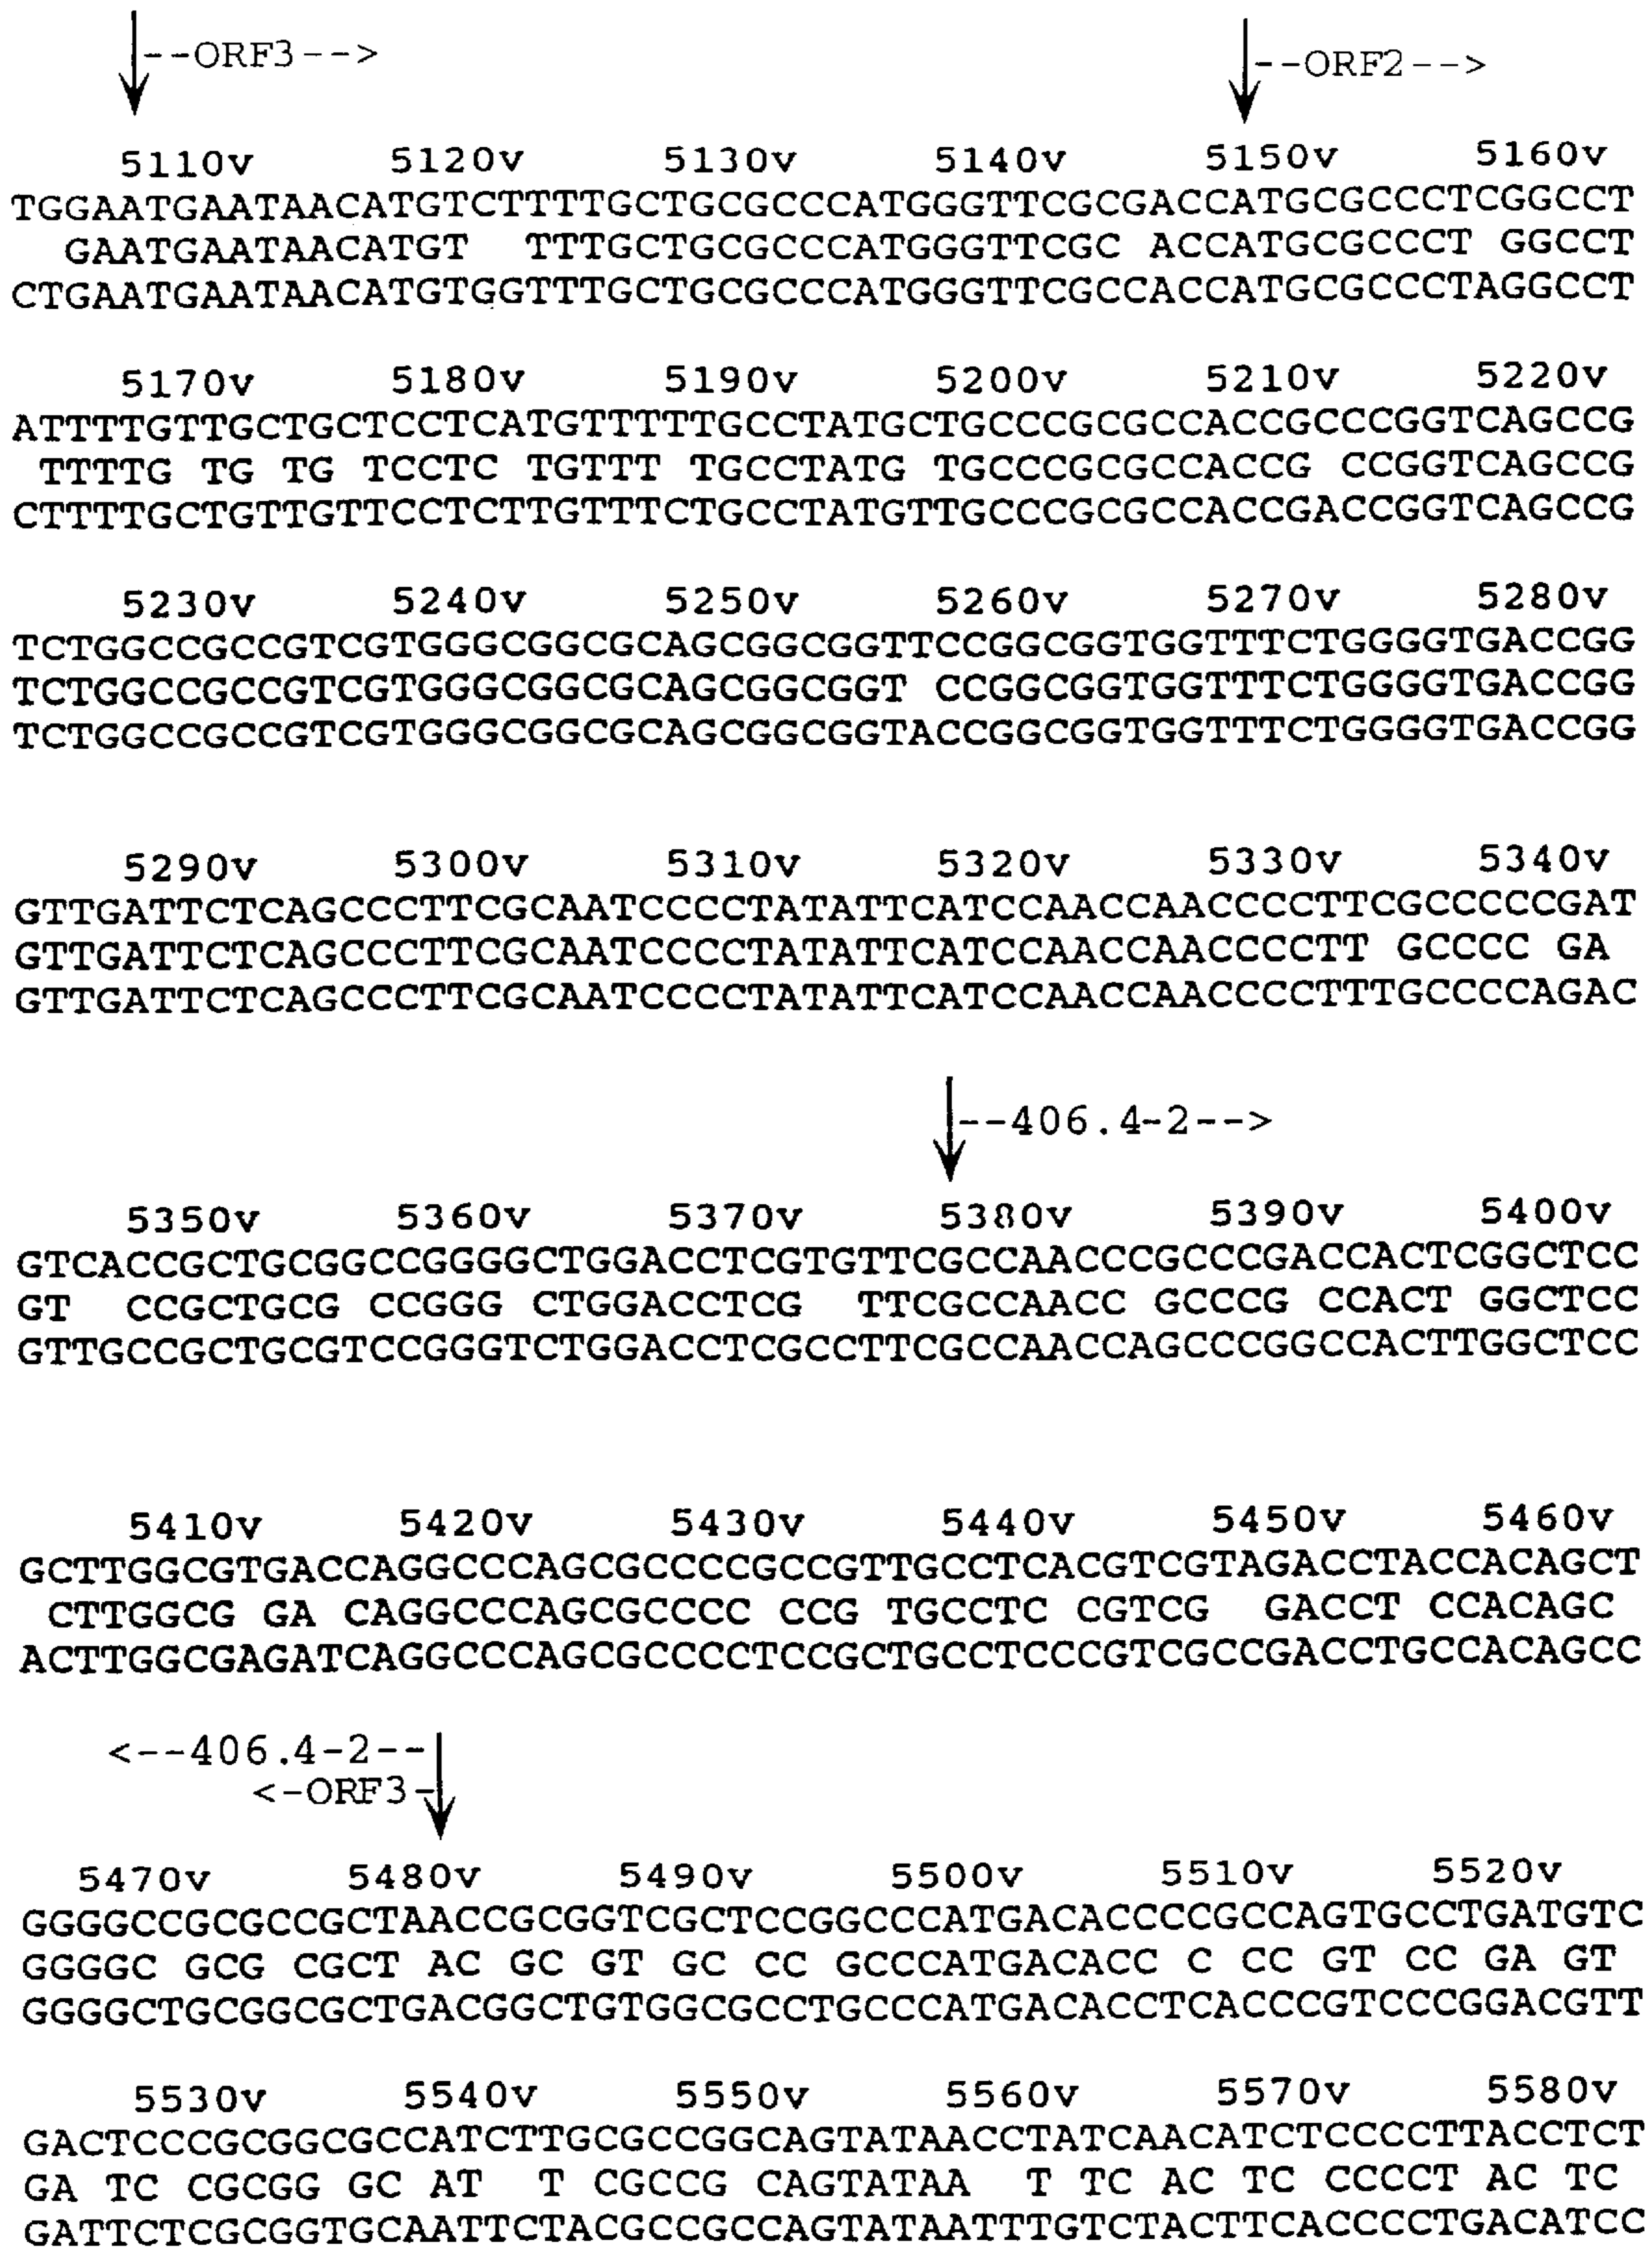 --ORF3--> --ORF2-->
5110v 5120v 5130v 5140v 5150v 5160v
TGGAATGAATAACATGTCTTTTGCTGCGCCCATGGGTTCGCGACCATGCGCCCTCGGCCT
GAATGAATAACATGT TTTGCTGCGCCCATGGGTTCGC ACCATGCGCCCT GGCCT
CTGAATGAATAACATGTGGTTTGCTGCGCCCATGGGTTCGCCACCATGCGCCCTAGGCCT
5170v 5180v 5190v 5200v 5210v 5220v
ATTTTGTTGCTGCTCCTCATGTTTTTGCCTATGCTGCCCGCGCCACCGCCCGGTCAGCCG
TTTTG TG TG TCCTC TGTTT TGCCTATG TGCCCGCGCCACCG CCGGTCAGCCG
CTTTTGCTGTTGTTCCTCTTGTTTCTGCCTATGTTGCCCGCGCCACCGACCGGTCAGCCG
5230v 5240v 5250v 5260v 5270v 5280v
TCTGGCCGCCGTCGTGGGCGGCGCAGCGGCGGTTCCGGCGGTGGTTTCTGGGGTGACCGG
TCTGGCCGCCGTCGTGGGCGGCGCAGCGGCGGT CCGGCGGTGGTTTCTGGGGTGACCGG
TCTGGCCGCCGTCGTGGGCGGCGCAGCGGCGGTACCGGCGGTGGTTTCTGGGGTGACCGG
5290v 5300v 5310v 5320v 5330v 5340v
GTTGATTCTCAGCCCTTCGCAATCCCCTATATTCATCCAACCAACCCCTTCGCCCCCGAT
GTTGATTCTCAGCCCTTCGCAATCCCCTATATTCATCCAACCAACCCCTT GCCCC GA
GTTGATTCTCAGCCCTTCGCAATCCCCTATATTCATCCAACCAACCCCTTTGCCCCAGAC
--406.4-2-->
5350v 5360v 5370v 5380v 5390v 5400v
GTCACCGCTGCGGCCGGGGCTGGACCTCGTGTTCGCCAACCCGCCCGACCACTCGGCTCC
GT CCGCTGCG CCGGG CTGGACCTCG TTCGCCAACC GCCCG CCACT GGCTCC
GTTGCCGCTGCGTCCGGGTCTGGACCTCGCCTTCGCCAACCAGCCCGGCCACTTGGCTCC
5410v 5420v 5430v 5440v 5450v 5460v
GCTTGGCGTGACCAGGCCCAGCGCCCCGCCGTTGCCTCACGTCGTAGACCTACCACAGCT
CTTGGCG GA CAGGCCCAGCGCCCC CCG TGCCTC CGTCG GACCT CCACAGC
ACTTGGCGAGATCAGGCCCAGCGCCCCTCCGCTGCCTCCCGTCGCCGACCTGCCACAGCC
<--406.4-2--
<-ORF3-
5470v 5480v 5490v 5500v 5510v 5520v
GGGGCCGCGCCGCTAACCGCGGTCGCTCCGGCCCATGACACCCCGCCAGTGCCTGATGTC
GGGGC GCG CGCT AC GC GT GC CC GCCCATGACACC C CC GT CC GA GT
GGGGCTGCGGCGCTGACGGCTGTGGCGCCTGCCCATGACACCTCACCCGTCCCGGACGTT
5530v 5540v 5550v 5560v 5570v 5580v
GACTCCCGCGGCGCCATCTTGCGCCGGCAGTATAACCTATCAACATCTCCCCTTACCTCT
GA TC CGCGG GC AT T CGCCG CAGTATAA T TC AC TC CCCCT AC TC
GATTCTCGCGGTGCAATTCTACGCCGCCAGTATAATTTGTCTACTTCACCCCTGACATCC